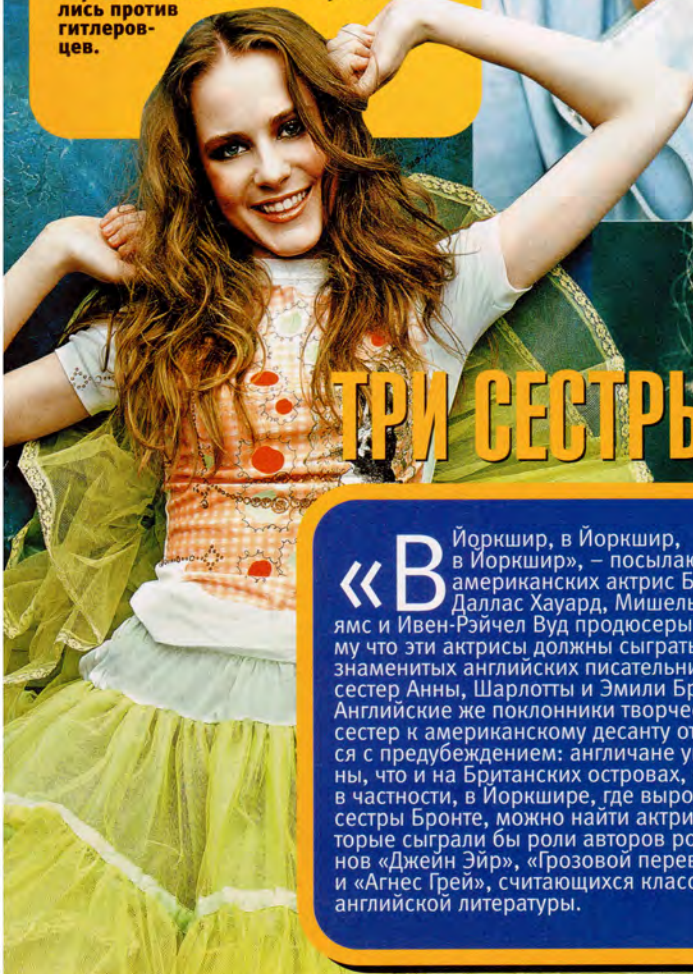 лись против
гитлеров-
цев.
ТРИ СЕСТРЫ
«В Йоркшир, в Йоркшир,
в Йоркшир», – посылаю
американских актрис Б
Даллас Хауард, Мишель
ямс и Ивен-Рэйчел Вуд продюсеры
му что эти актрисы должны сыграть
знаменитых английских писательни
сестер Анны, Шарлотты и Эмили Бр
Английские же поклонники творче
сестер к американскому десанту от
ся с предубеждением: англичане у
ны, что и на Британских островах,
в частности, в Йоркшире, где выро
сестры Бронте, можно найти актри
торые сыграли бы роли авторов ро
нов «Джейн Эйр», «Грозовой перев
и «Агнес Грей», считающихся класс
английской литературы.